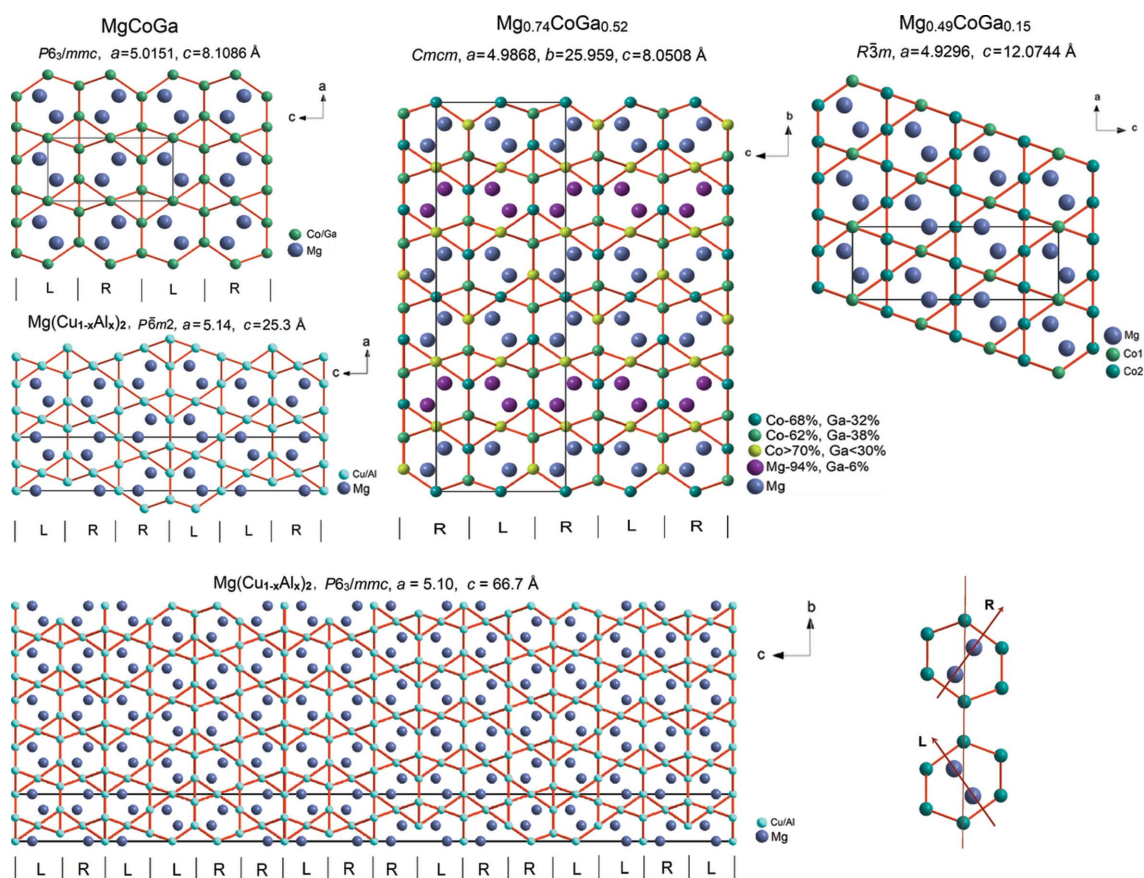 MgCoGa
P6₃/mmc, a=5.0151, c=8.1086 Å
a
c
Co/Ga
Mg
| L | R | L | R |
Mg(Cu₁₋ₓAlₓ)₂, P6̅m2, a=5.14, c=25.3 Å
a
c
Cu/Al
Mg
| L | R | R | L | L | R |
Mg₀.₇₄CoGa₀.₅₂
Cmcm, a=4.9868, b=25.959, c=8.0508 Å
b
c
Co-68%, Ga-32%
Co-62%, Ga-38%
Co>70%, Ga<30%
Mg-94%, Ga-6%
Mg
| R | L | R | L | R |
Mg₀.₄₉CoGa₀.₁₅
R3̅m, a=4.9296, c=12.0744 Å
a
c
Mg
Co1
Co2
Mg(Cu₁₋ₓAlₓ)₂, P6₃/mmc, a = 5.10, c = 66.7 Å
b
c
Cu/Al
Mg
| L | R | L | L | R | R | L | R | R | L | R | R | L | L | R | L |
R
L